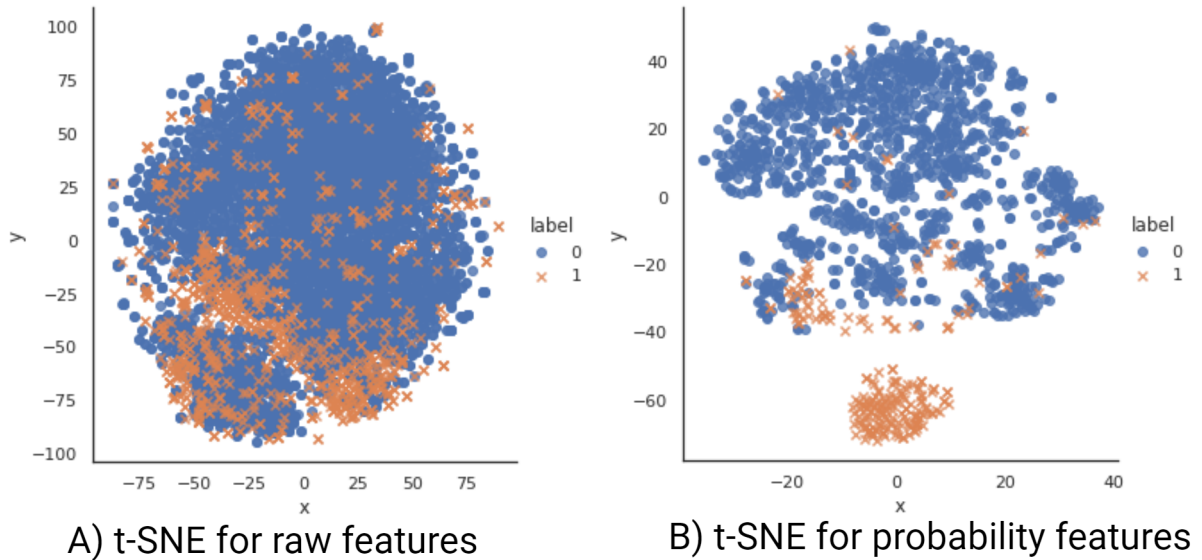 100
75
50
25
0
−25
−50
−75
−100
y
−75 −50 −25 0 25 50 75
x
label
0
1
A) t-SNE for raw features
40
20
0
−20
−40
−60
y
−20 0 20 40
x
label
0
1
B) t-SNE for probability features